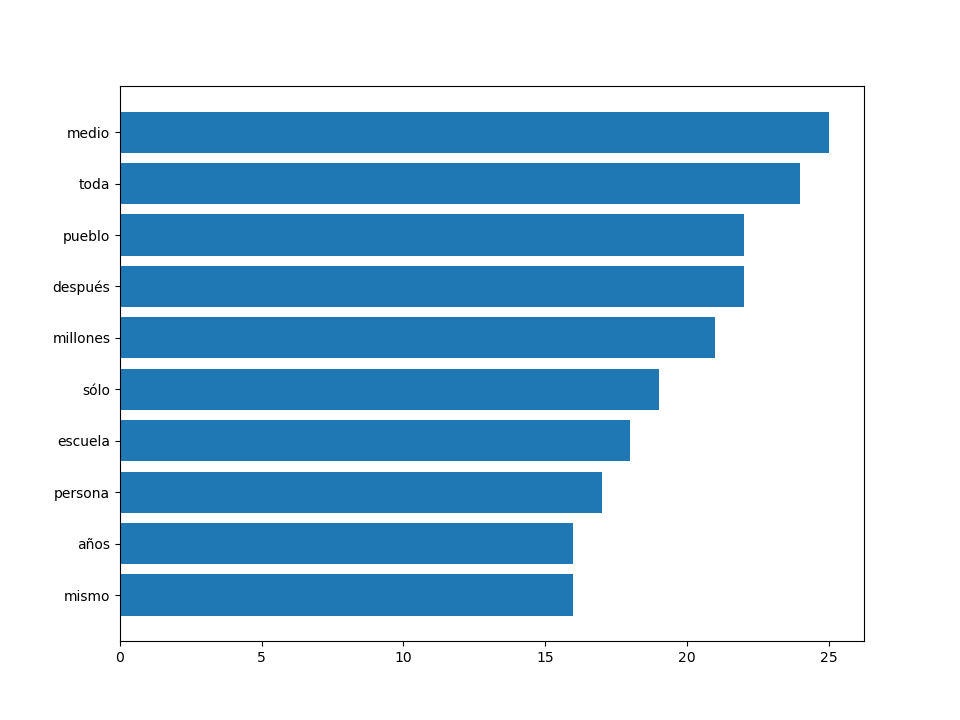 medio
toda
pueblo
después
millones
sólo
escuela
persona
años
mismo
0 5 10 15 20 25